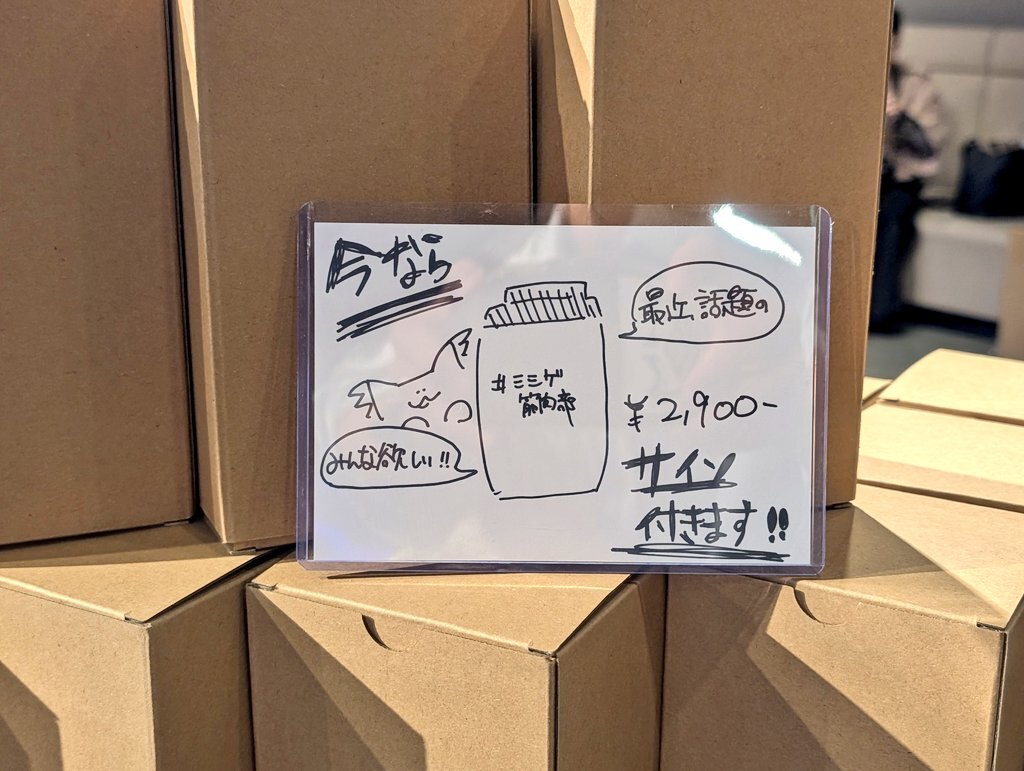 今なら
最近話題の
#ミミゲ
筋肉部
¥2,900-
みんな欲しい!!
サイン
付きます!!